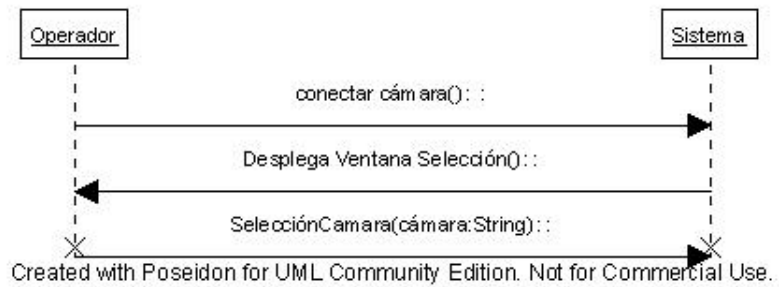 Operador
Sistema
conectar cámara(): :
Desplega Ventana Selección(): :
SelecciónCamara(cámara:String): :
Created with Poseidon for UML Community Edition. Not for Commercial Use.